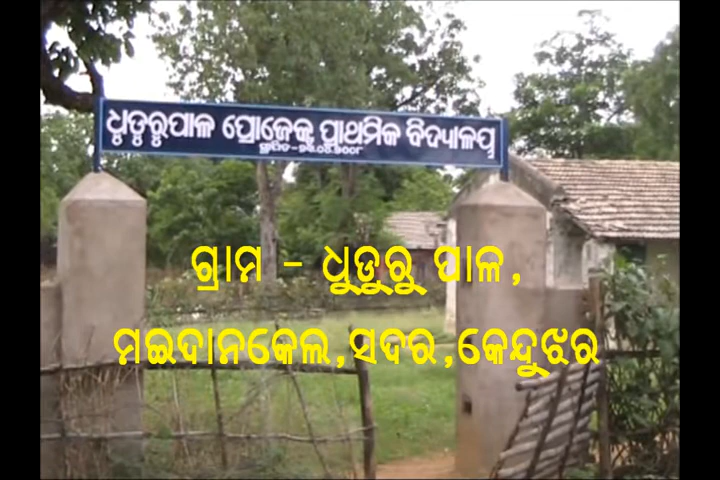 ଧୁଡୁରୁପାଳ ପ୍ରୋଜେକ୍ଟ ପ୍ରାଥମିକ ବିଦ୍ୟାଳୟ
ସ୍ଥାପିତ-
ଗ୍ରାମ - ଧୁଡୁରୁ ପାଳ,
ମଇଦାନକେଲ,ସଦର,କେନ୍ଦୁଝର